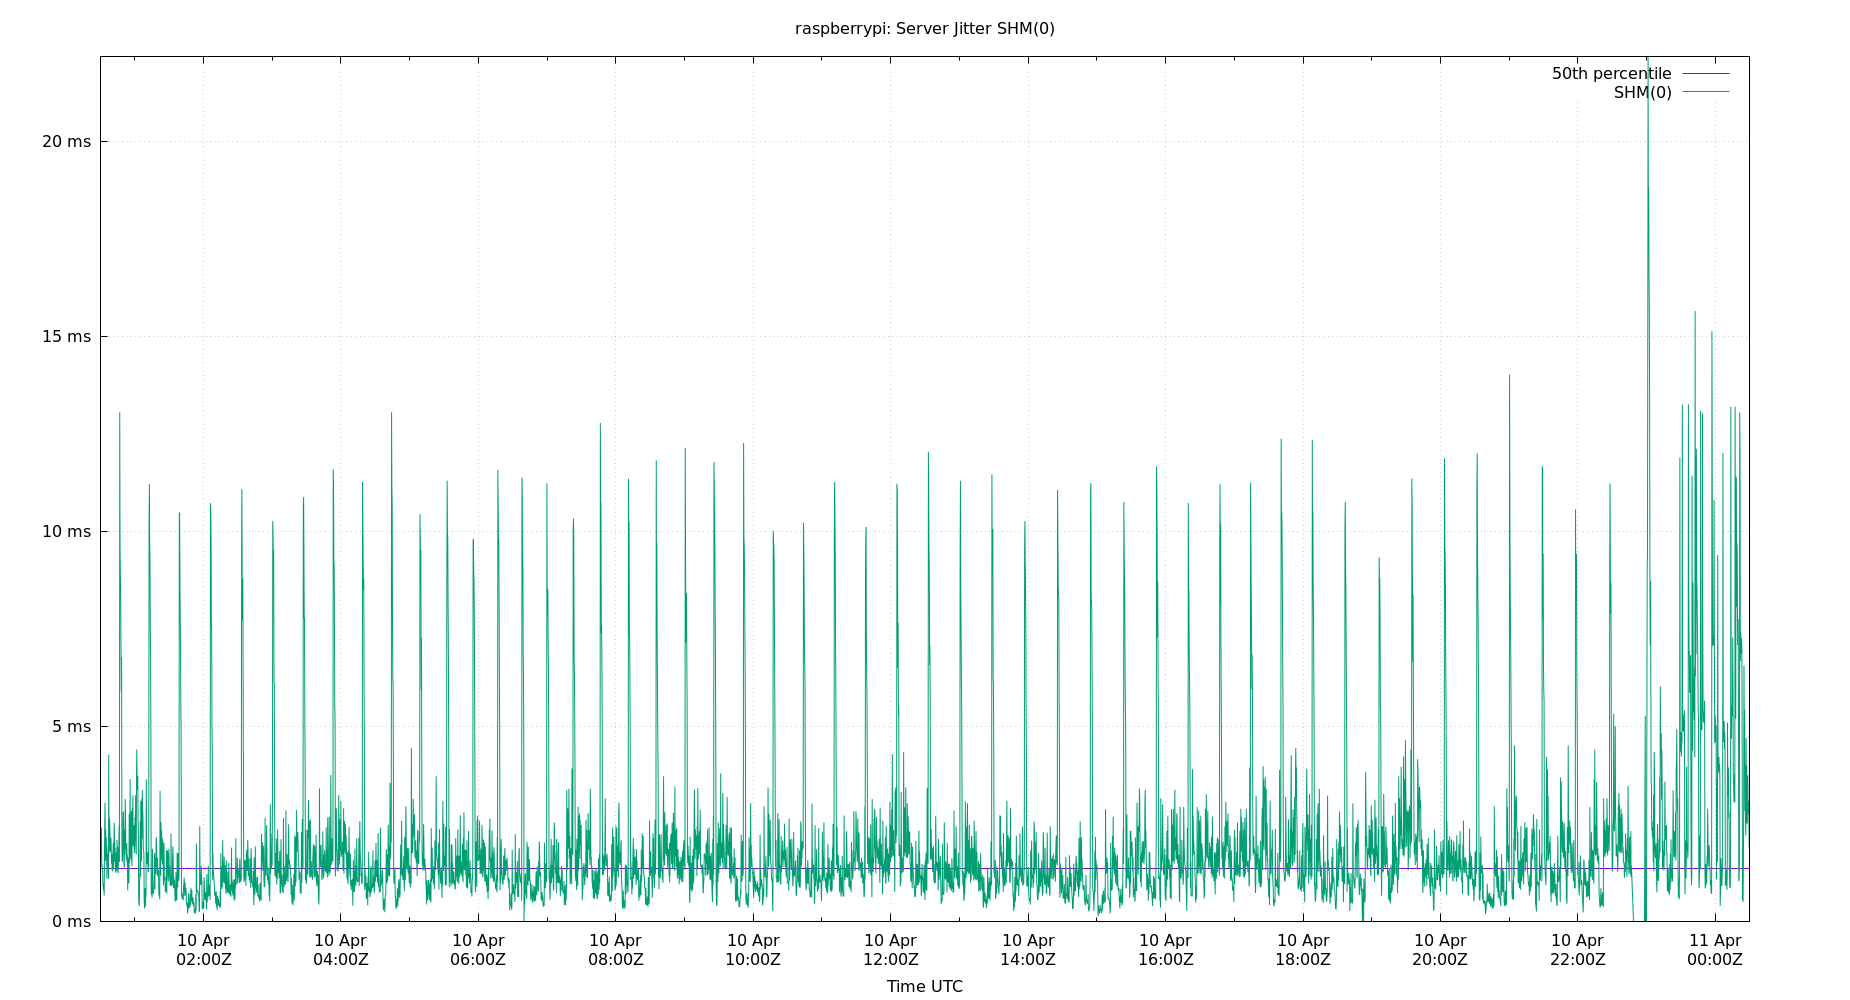 raspberrypi: Server Jitter SHM(0)
50th percentile
SHM(0)
20 ms
15 ms
10 ms
5 ms
0 ms
10 Apr 10 Apr 10 Apr 10 Apr 10 Apr 10 Apr 10 Apr 10 Apr 10 Apr 10 Apr 10 Apr 11 Apr
02:00Z 04:00Z 06:00Z 08:00Z 10:00Z 12:00Z 14:00Z 16:00Z 18:00Z 20:00Z 22:00Z 00:00Z
Time UTC